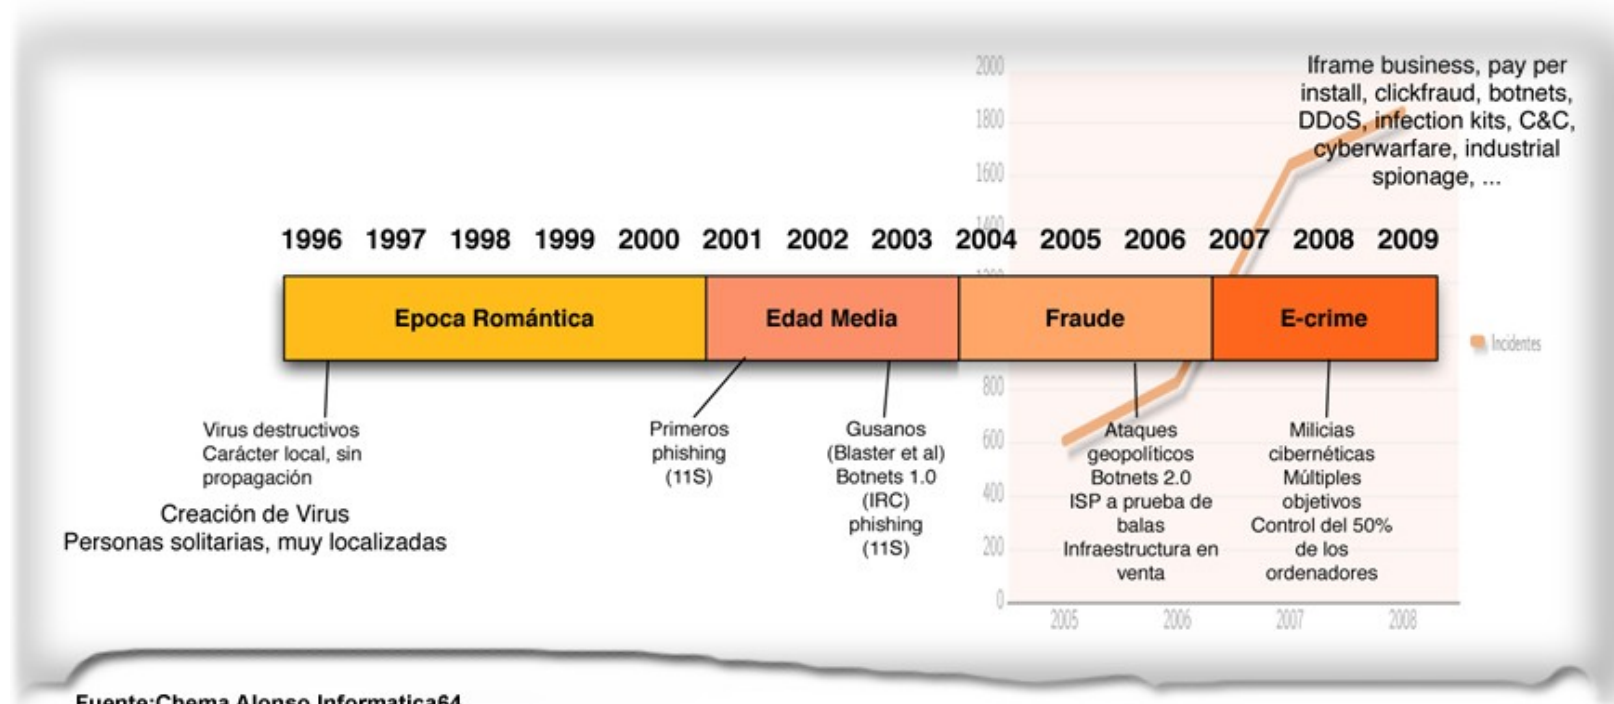 2000
Iframe business, pay per
install, clickfraud, botnets,
DDoS, infection kits, C&C,
cyberwarfare, industrial
spionage, ...
1800
1600
1400
1996 1997 1998 1999 2000 2001 2002 2003 2004 2005 2006 2007 2008 2009
1200
Epoca Romántica
Edad Media
Fraude
E-crime
Incidentes
800
600
400
200
0
Virus destructivos
Carácter local, sin
propagación
Creación de Virus
Personas solitarias, muy localizadas
Primeros
phishing
(11S)
Gusanos
(Blaster et al)
Botnets 1.0
(IRC)
phishing
(11S)
Ataques
geopolíticos
Botnets 2.0
ISP a prueba de
balas
Infraestructura en
venta
Milicias
cibernéticas
Múltiples
objetivos
Control del 50%
de los
ordenadores
2005 2006 2007 2008
Fuente:Chema Alonso Informatica64